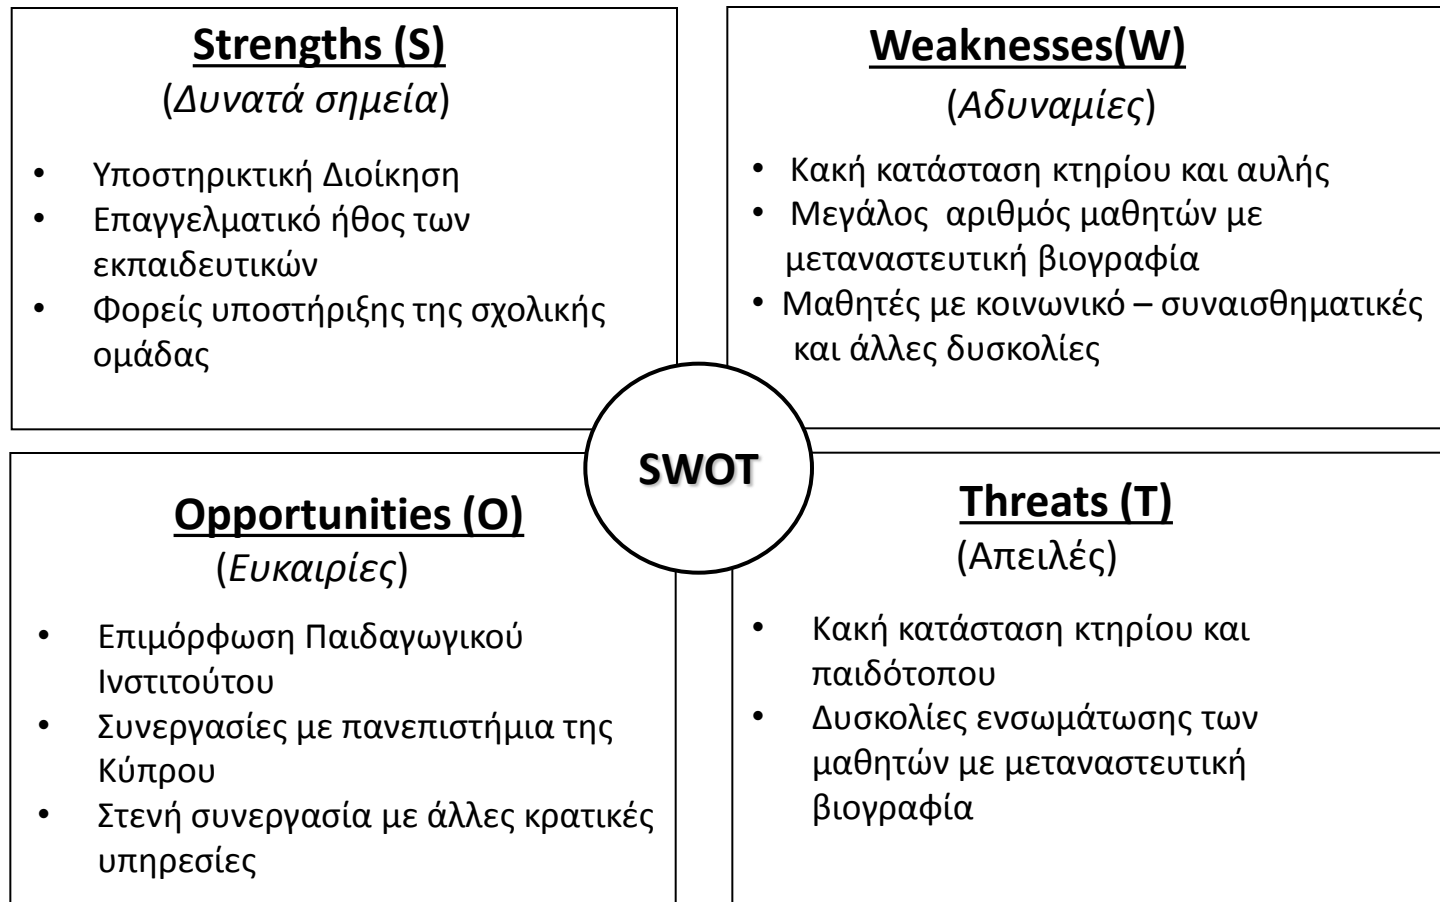 Strengths (S)
(Δυνατά σημεία)
• Υποστηρικτική Διοίκηση
• Επαγγελματικό ήθος των
εκπαιδευτικών
• Φορείς υποστήριξης της σχολικής
ομάδας
Weaknesses(W)
(Αδυναμίες)
• Κακή κατάσταση κτηρίου και αυλής
• Μεγάλος αριθμός μαθητών με
μεταναστευτική βιογραφία
• Μαθητές με κοινωνικό – συναισθηματικές
και άλλες δυσκολίες
SWOT
Opportunities (O)
(Ευκαιρίες)
• Επιμόρφωση Παιδαγωγικού
Ινστιτούτου
• Συνεργασίες με πανεπιστήμια της
Κύπρου
• Στενή συνεργασία με άλλες κρατικές
υπηρεσίες
Threats (T)
(Απειλές)
• Κακή κατάσταση κτηρίου και
παιδότοπου
• Δυσκολίες ενσωμάτωσης των
μαθητών με μεταναστευτική
βιογραφία